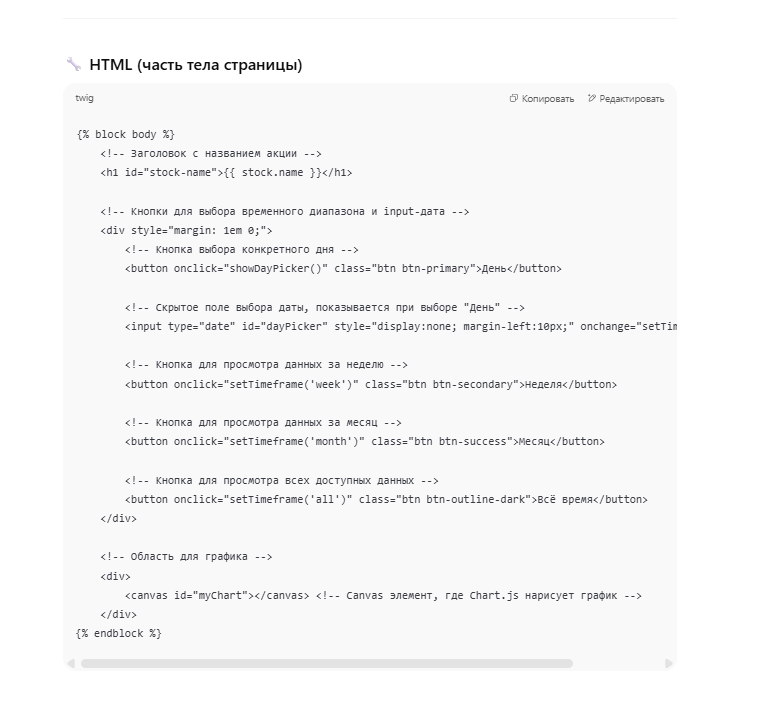 🔧 HTML (часть тела страницы)
twig
Копировать
Редактировать
{% block body %}
    <!-- Заголовок с названием акции -->
    <h1 id="stock-name">{{ stock.name }}</h1>

    <!-- Кнопки для выбора временного диапазона и input-дата -->
    <div style="margin: 1em 0;">
        <!-- Кнопка выбора конкретного дня -->
        <button onclick="showDayPicker()" class="btn btn-primary">День</button>

        <!-- Скрытое поле выбора даты, показывается при выборе "День" -->
        <input type="date" id="dayPicker" style="display:none; margin-left:10px;" onchange="setTim

        <!-- Кнопка для просмотра данных за неделю -->
        <button onclick="setTimeframe('week')" class="btn btn-secondary">Неделя</button>

        <!-- Кнопка для просмотра данных за месяц -->
        <button onclick="setTimeframe('month')" class="btn btn-success">Месяц</button>

        <!-- Кнопка для просмотра всех доступных данных -->
        <button onclick="setTimeframe('all')" class="btn btn-outline-dark">Всё время</button>
    </div>

    <!-- Область для графика -->
    <div>
        <canvas id="myChart"></canvas> <!-- Canvas элемент, где Chart.js нарисует график -->
    </div>
{% endblock %}